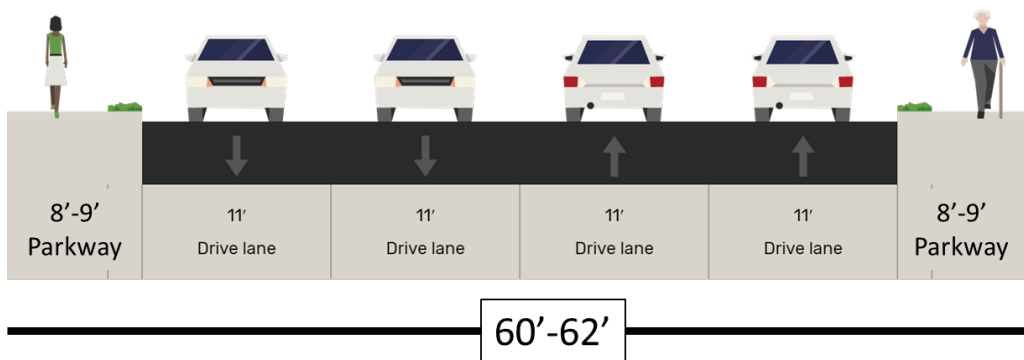 8’-9’
Parkway
11′
Drive lane
11′
Drive lane
11′
Drive lane
11′
Drive lane
8’-9’
Parkway
60’-62’